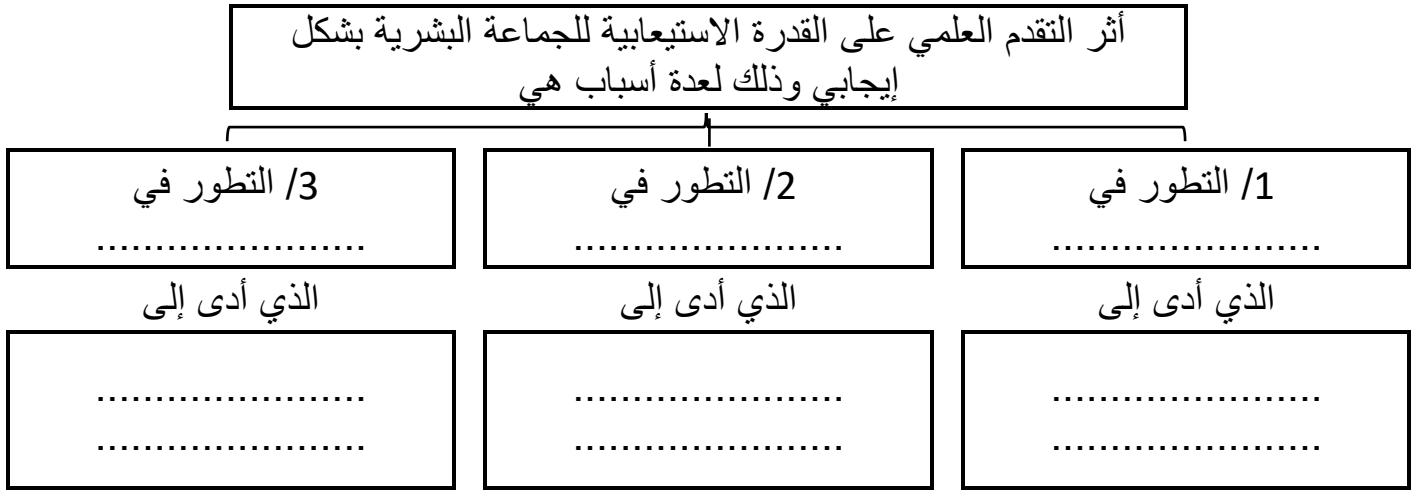 أثر التقدم العلمي على القدرة الاستيعابية للجماعة البشرية بشكل
إيجابي وذلك لعدة أسباب هي
1/ التطور في
.......................
2/ التطور في
.......................
3/ التطور في
.......................
الذي أدى إلى
الذي أدى إلى
الذي أدى إلى
.......................
.......................
.......................
.......................
.......................
.......................